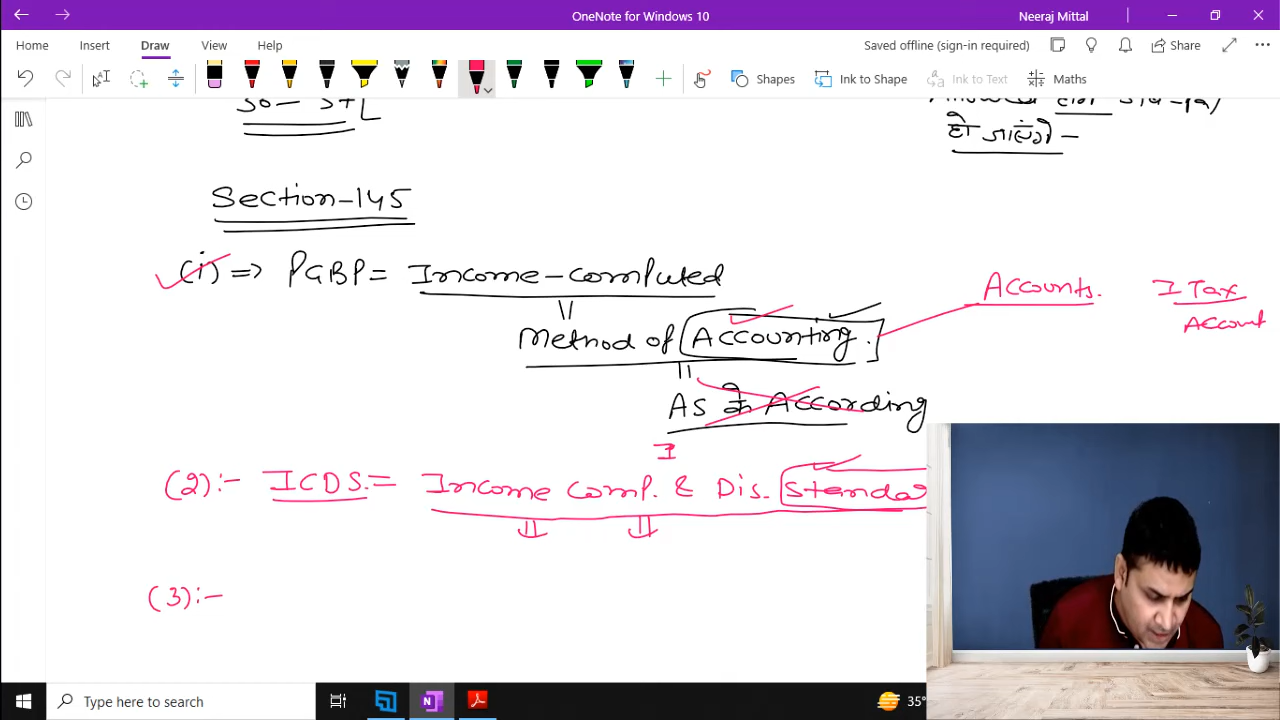 OneNote for Windows 10
Neeraj Mittal
Home Insert Draw View Help
Saved offline (sign-in required)
Share
Shapes
Ink to Shape
Ink to Text
Maths
हो जाएंगे -
Section-145
(i) => PGBP= Income-computed
Method of Accounting.
As के According
Accounts.
I Tax
Account
I
(2):- ICDS.= Income Comp. & Dis. Standa
(3):-
Type here to search
35°